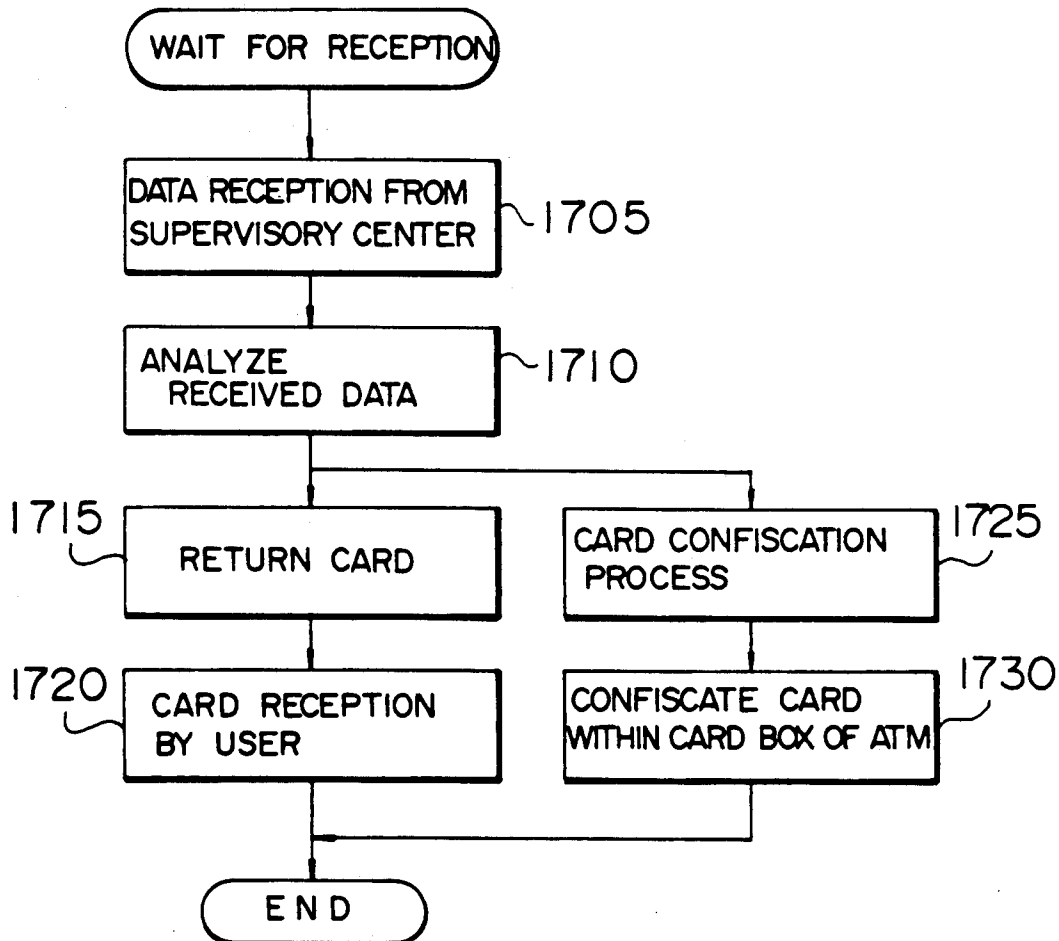 WAIT FOR RECEPTION
DATA RECEPTION FROM
SUPERVISORY CENTER
1705
ANALYZE
RECEIVED DATA
1710
1715
RETURN CARD
CARD CONFISCATION
PROCESS
1725
1720
CARD RECEPTION
BY USER
CONFISCATE CARD
WITHIN CARD BOX OF ATM
1730
END